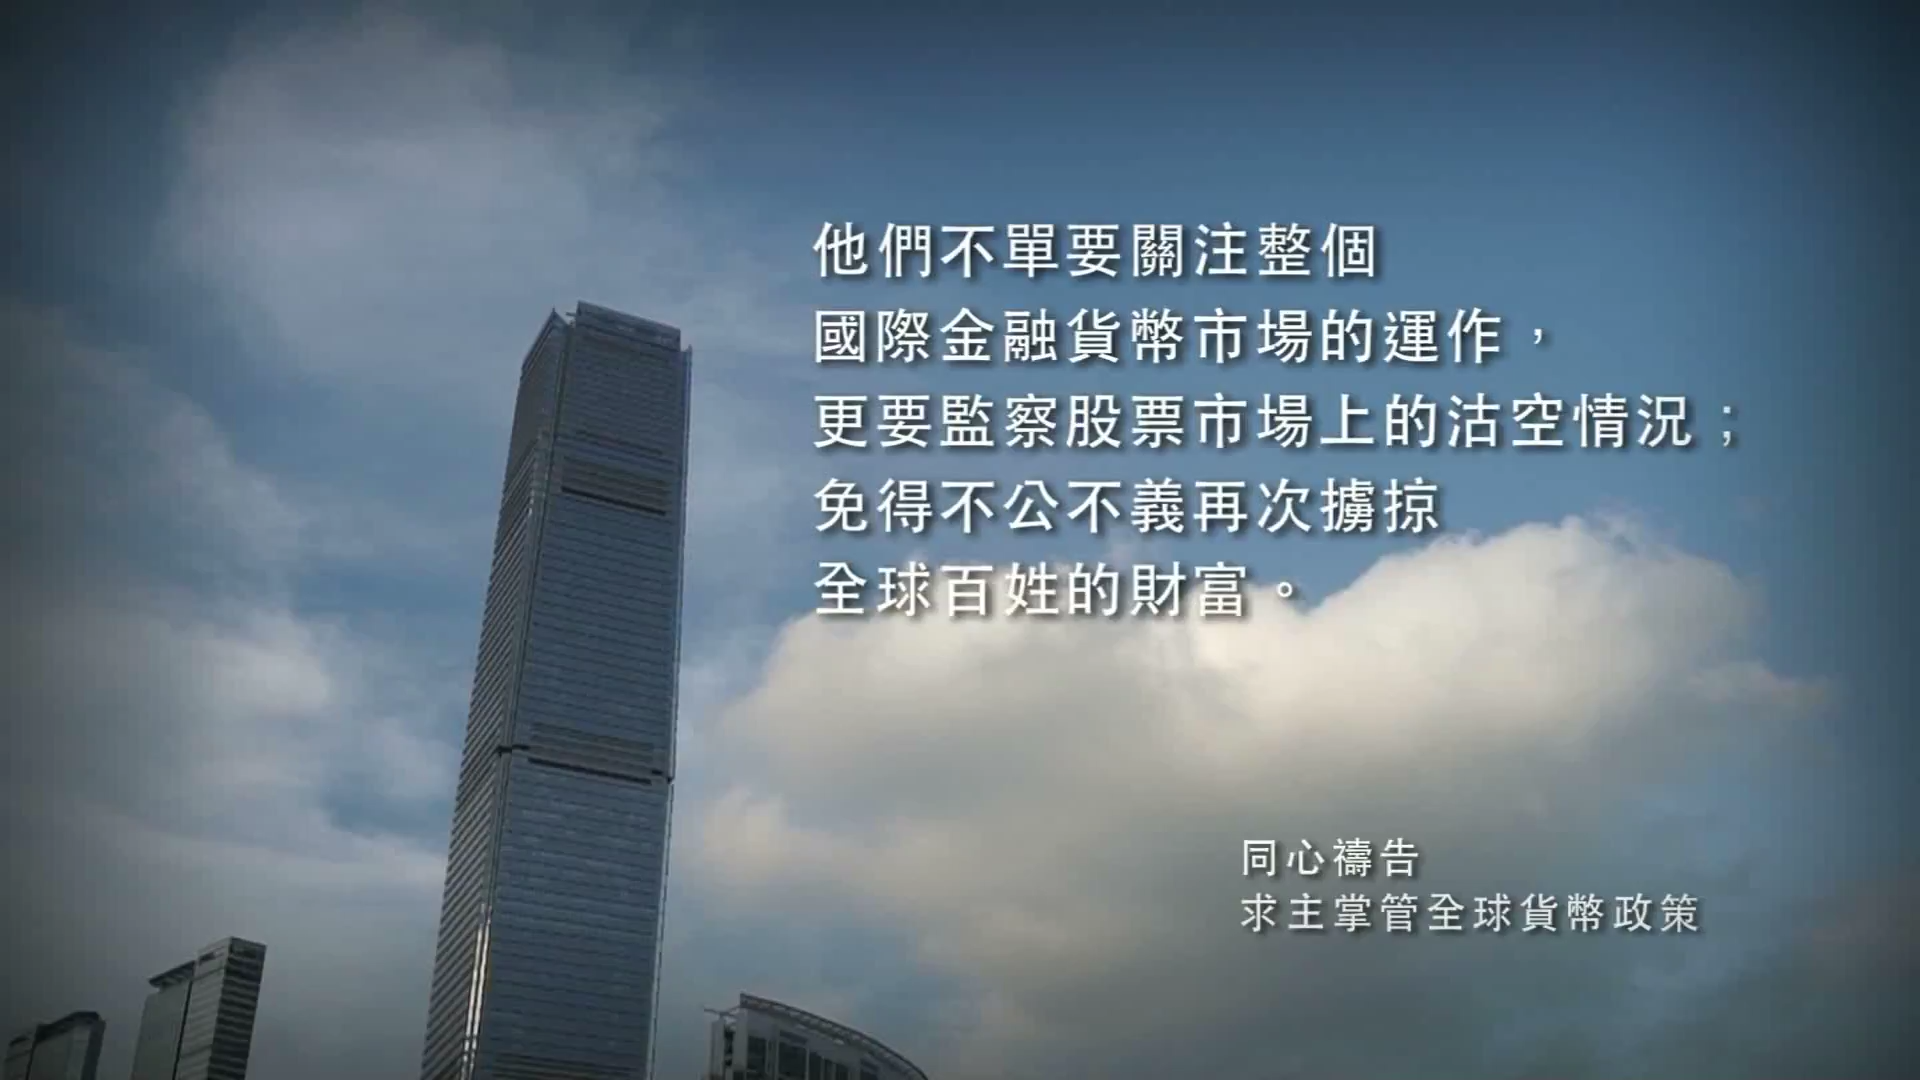 他們不單要關注整個
國際金融貨幣市場的運作，
更要監察股票市場上的沽空情況；
免得不公不義再次擄掠
全球百姓的財富。
同心禱告
求主掌管全球貨幣政策